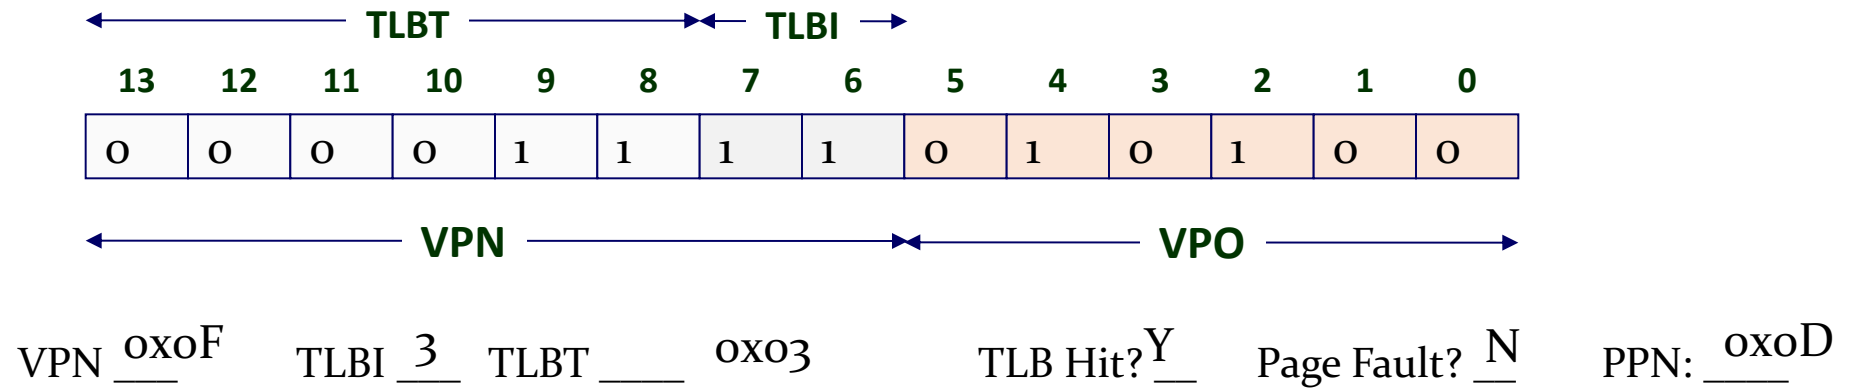 TLBT TLBI
13 12 11 10 9 8 7 6 5 4 3 2 1 0
0 0 0 0 1 1 1 1 0 1 0 1 0 0
VPN VPO
VPN 0x0F TLBI 3 TLBT ____ 0x03 TLB Hit? Y Page Fault? N PPN: 0x0D